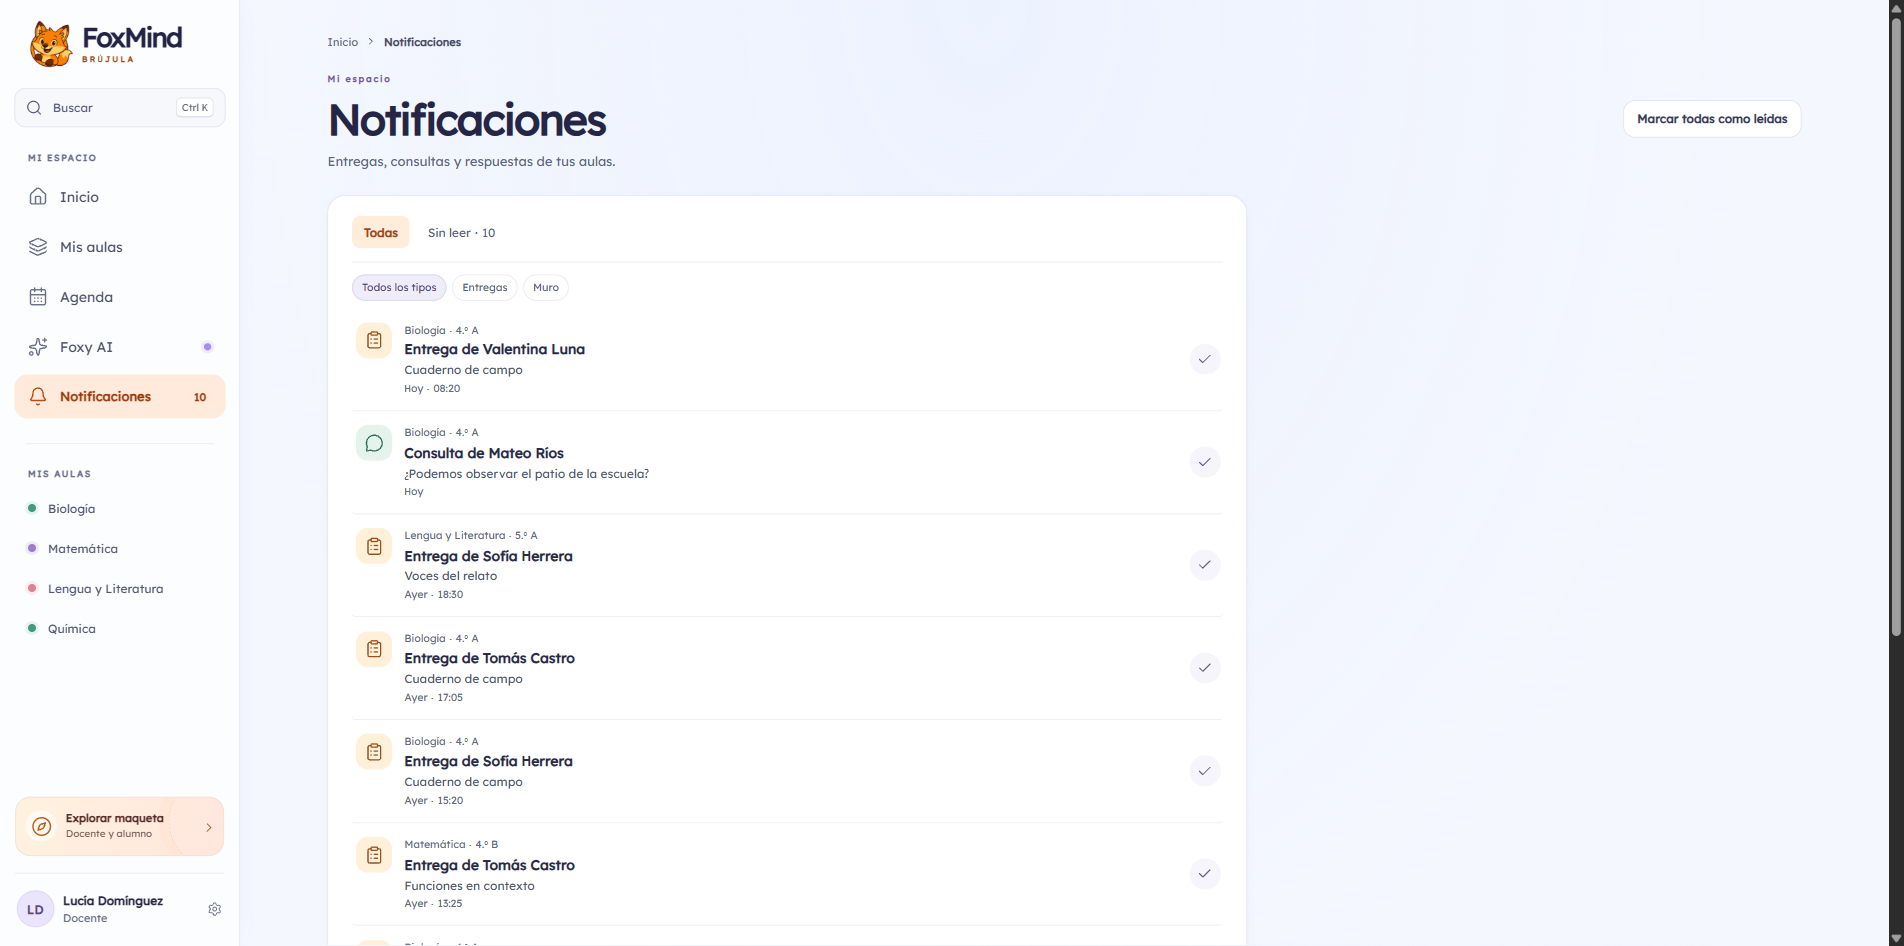 FoxMind
BRÚJULA
Buscar
Ctrl K
MI ESPACIO
Inicio
Mis aulas
Agenda
Foxy AI
Notificaciones
10
MIS AULAS
Biología
Matemática
Lengua y Literatura
Química
Explorar maqueta
Docente y alumno
LD
Lucía Domínguez
Docente
Inicio > Notificaciones
Mi espacio
Notificaciones
Entregas, consultas y respuestas de tus aulas.
Marcar todas como leídas
Todas
Sin leer · 10
Todos los tipos
Entregas
Muro
Biología · 4.º A
Entrega de Valentina Luna
Cuaderno de campo
Hoy · 08:20
Biología · 4.º A
Consulta de Mateo Ríos
¿Podemos observar el patio de la escuela?
Hoy
Lengua y Literatura · 5.º A
Entrega de Sofía Herrera
Voces del relato
Ayer · 18:30
Biología · 4.º A
Entrega de Tomás Castro
Cuaderno de campo
Ayer · 17:05
Biología · 4.º A
Entrega de Sofía Herrera
Cuaderno de campo
Ayer · 15:20
Matemática · 4.º B
Entrega de Tomás Castro
Funciones en contexto
Ayer · 13:25